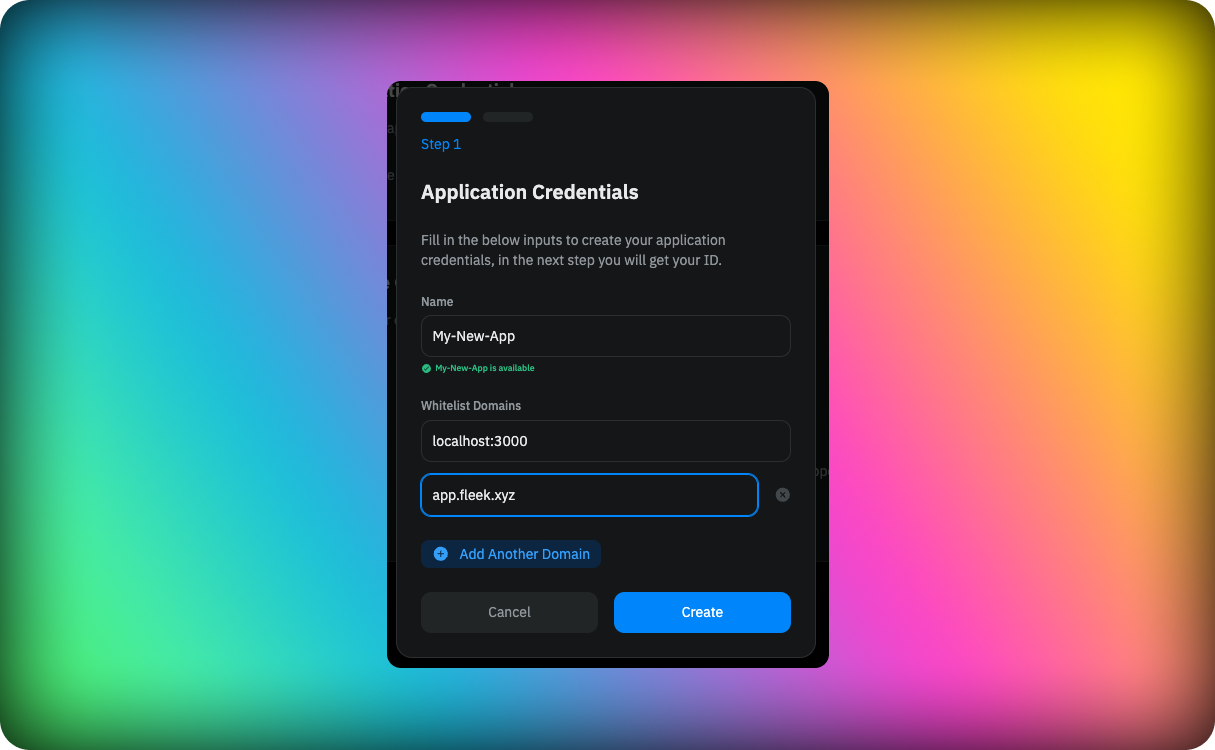 Step 1
Application Credentials
Fill in the below inputs to create your application
credentials, in the next step you will get your ID.
Name
My-New-App
My-New-App is available
Whitelist Domains
localhost:3000
app.fleek.xyz
Add Another Domain
Cancel
Create